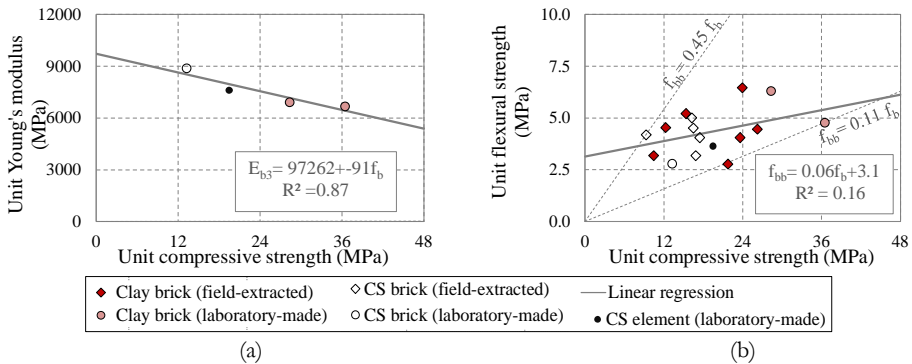 (a)
12000
9000
6000
3000
0
0 12 24 36 48
Unit Young's modulus
(MPa)
Unit compressive strength (MPa)
E_b3 = 97262+-91f_b
R² =0.87
(b)
10.0
7.5
5.0
2.5
0.0
0 12 24 36 48
Unit flexural strength
(MPa)
Unit compressive strength (MPa)
f_bb = 0.45 f_b
f_bb = 0.11 f_b
f_bb = 0.06f_b+3.1
R² = 0.16
Clay brick (field-extracted)
CS brick (field-extracted)
Linear regression
Clay brick (laboratory-made)
CS brick (laboratory-made)
CS element (laboratory-made)
(a)
(b)